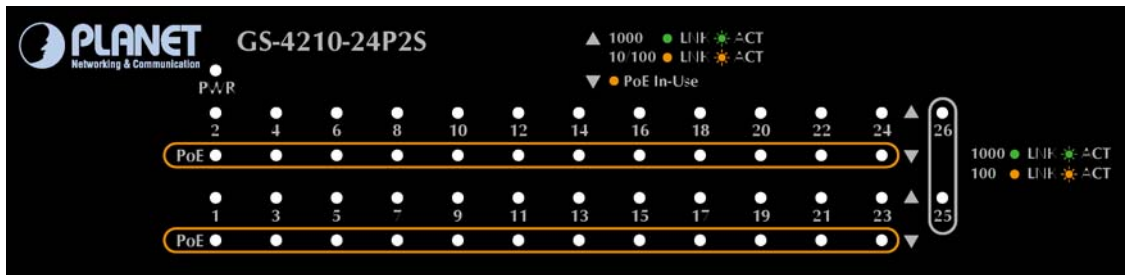 PLANET
Networking & Communication
GS-4210-24P2S
1000 LNK ACT
10/100 LNK ACT
PoE In-Use
PWR
2 4 6 8 10 12 14 16 18 20 22 24 26
PoE
1000 LNK ACT
100 LNK ACT
1 3 5 7 9 11 13 15 17 19 21 23 25
PoE